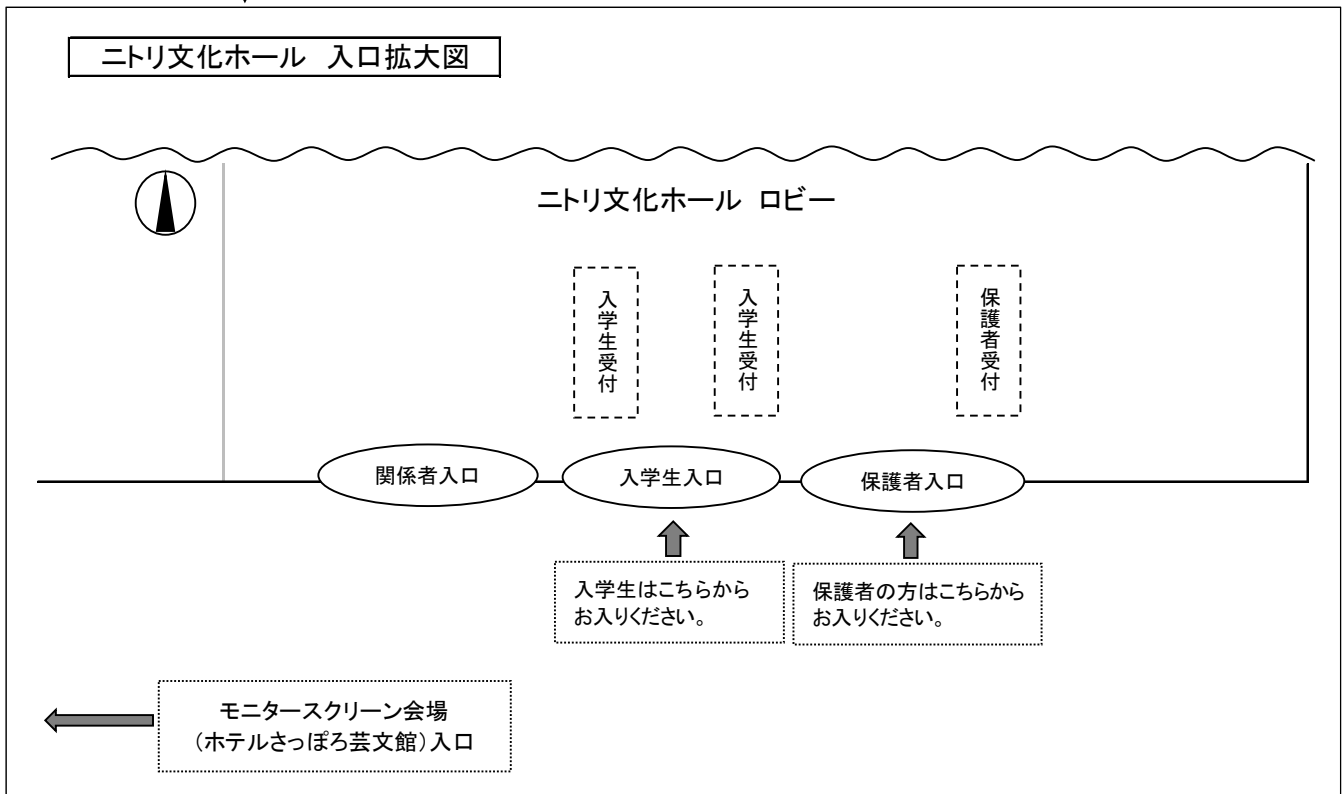 ニトリ文化ホール 入口拡大図
ニトリ文化ホール ロビー
入学生受付
入学生受付
保護者受付
関係者入口
入学生入口
保護者入口
入学生はこちらから
お入りください。
保護者の方はこちらから
お入りください。
モニタースクリーン会場
（ホテルさっぽろ芸文館）入口